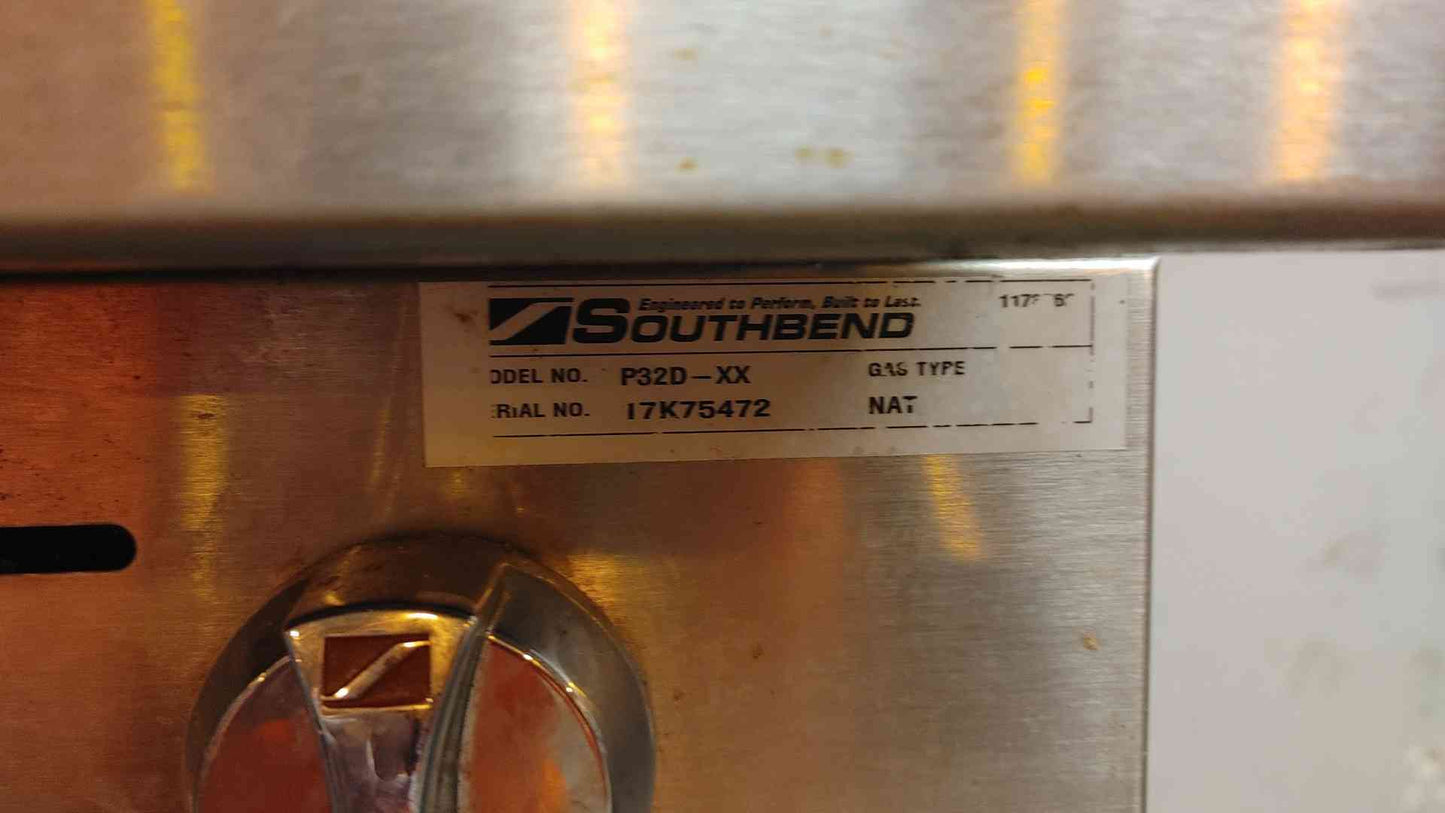 Engineered to Perform, Built to Last.
SOUTHBEND
ODEL NO. P32D-XX GAS TYPE
ERIAL NO. 17K75472 NAT